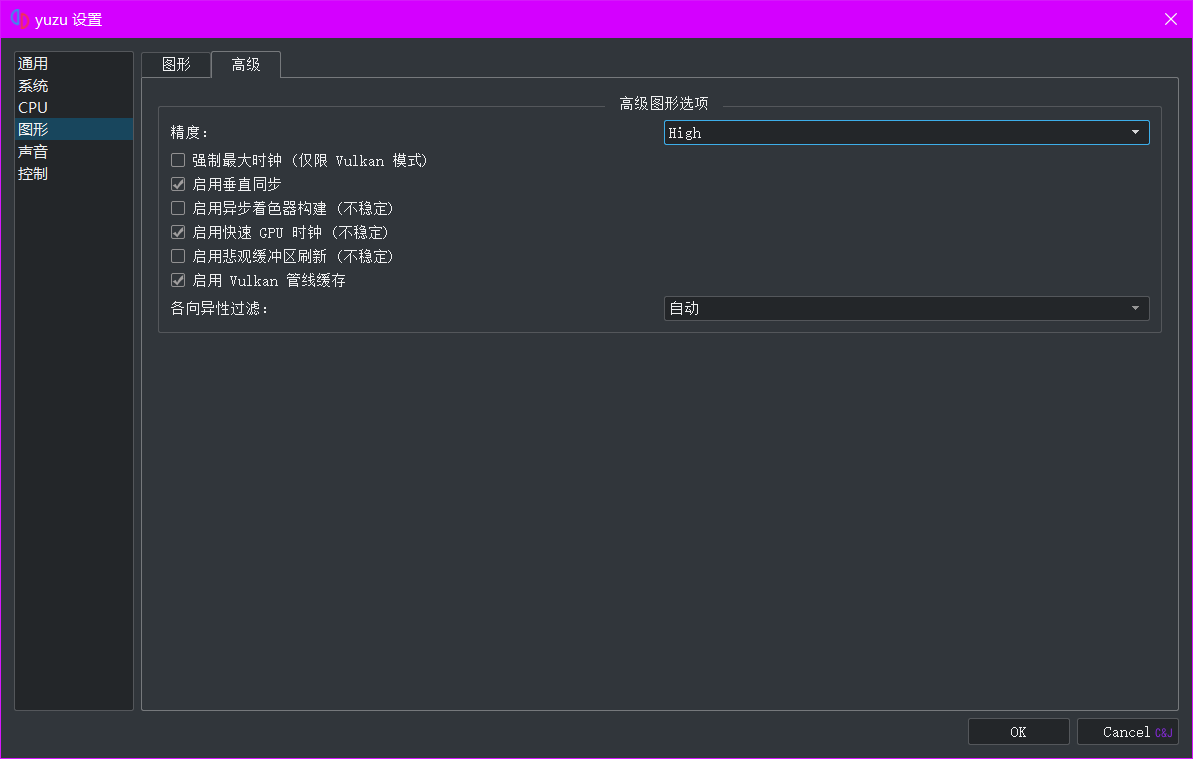 yuzu 设置
通用
系统
CPU
图形
声音
控制
图形
高级
高级图形选项
精度:
High
强制最大时钟 (仅限 Vulkan 模式)
启用垂直同步
启用异步着色器构建 (不稳定)
启用快速 GPU 时钟 (不稳定)
启用悲观缓冲区刷新 (不稳定)
启用 Vulkan 管线缓存
各向异性过滤:
自动
OK
Cancel
C&J